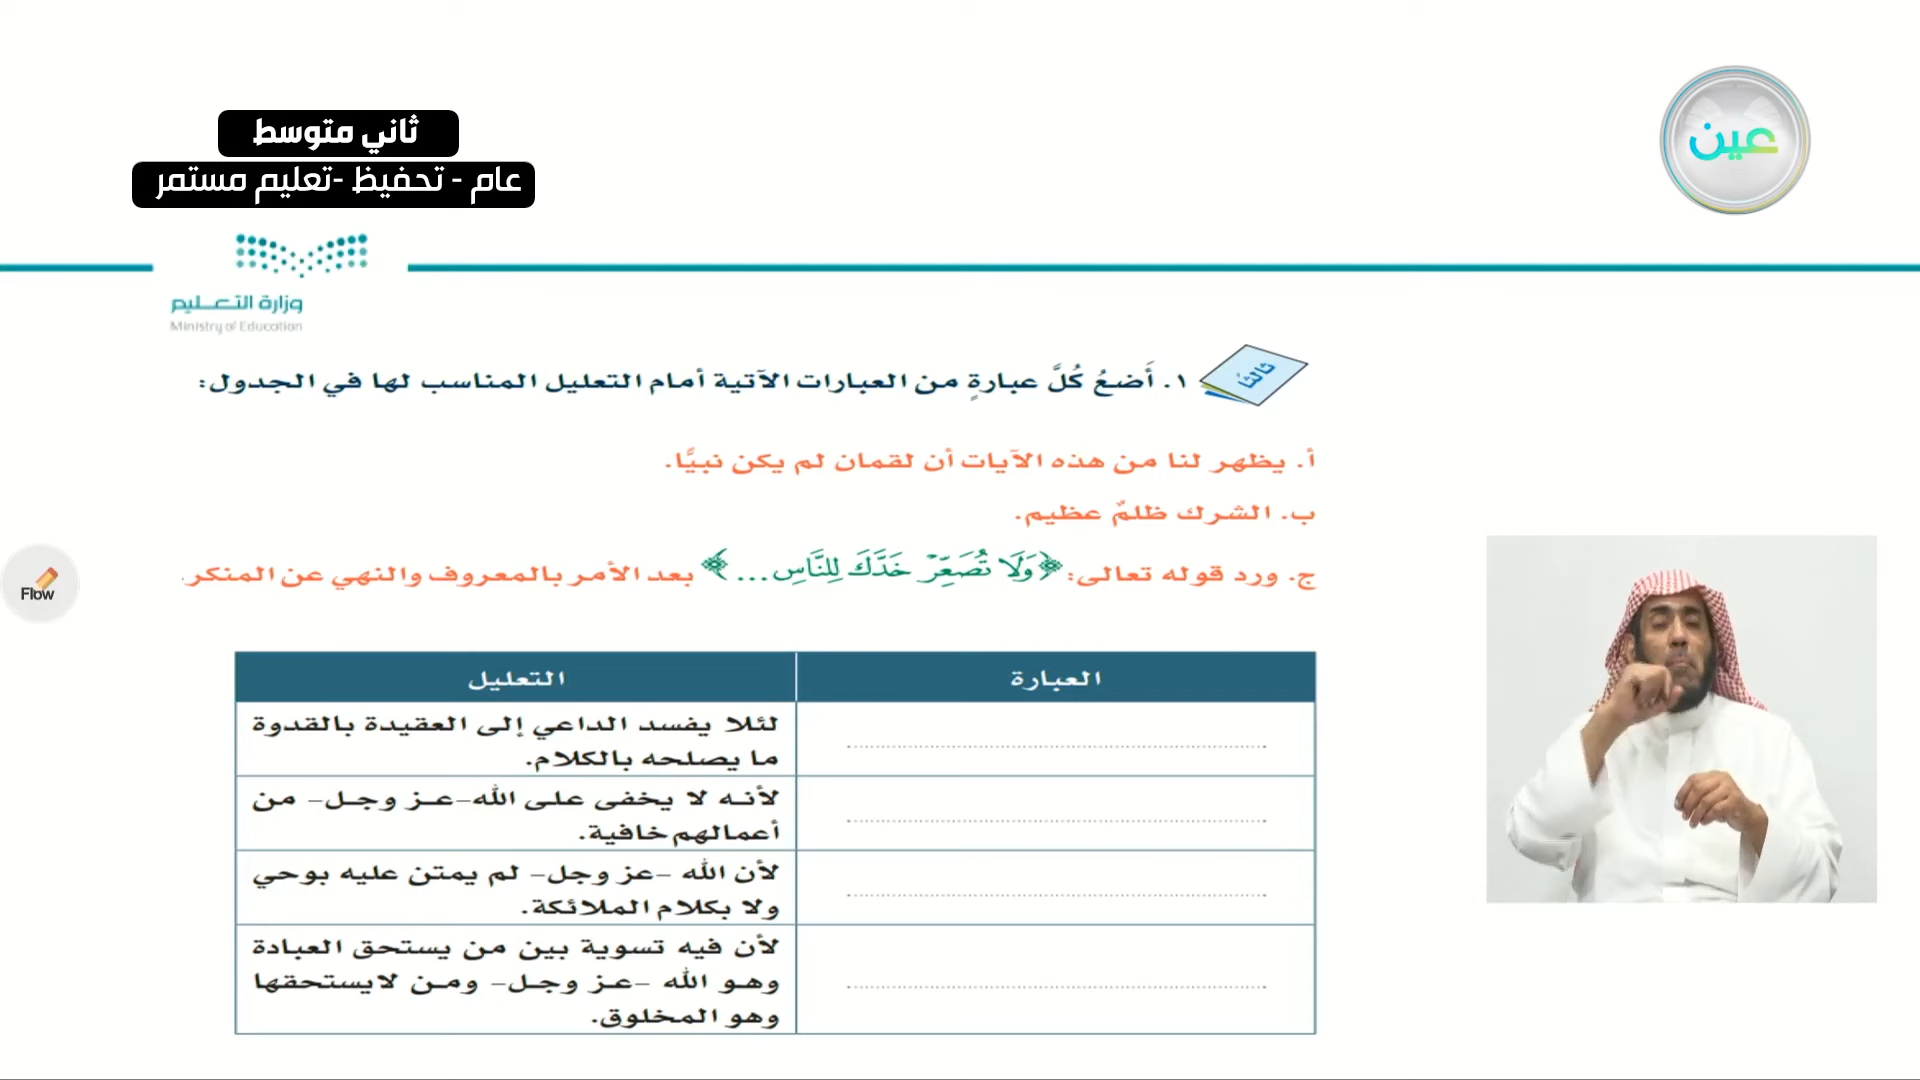 عين
ثاني متوسط
عام - تحفيظ -تعليم مستمر
وزارة التعليم
Ministry of Education
ثالثًا
١. أَضعُ كُلَّ عبارةٍ من العبارات الآتية أمام التعليل المناسب لها في الجدول:
أ. يظهر لنا من هذه الآيات أن لقمان لم يكن نبيًّا.
ب. الشرك ظلمٌ عظيم.
ج. ورد قوله تعالى: ﴿وَلَا تُصَعِّرْ خَدَّكَ لِلنَّاسِ ...﴾ بعد الأمر بالمعروف والنهي عن المنكر.
Flow
العبارة
التعليل
لئلا يفسد الداعي إلى العقيدة بالقدوة
ما يصلحه بالكلام.
لأنه لا يخفى على الله-عز وجل- من
أعمالهم خافية.
لأن الله -عز وجل- لم يمتن عليه بوحي
ولا بكلام الملائكة.
لأن فيه تسوية بين من يستحق العبادة
وهو الله -عز وجل- ومن لايستحقها
وهو المخلوق.